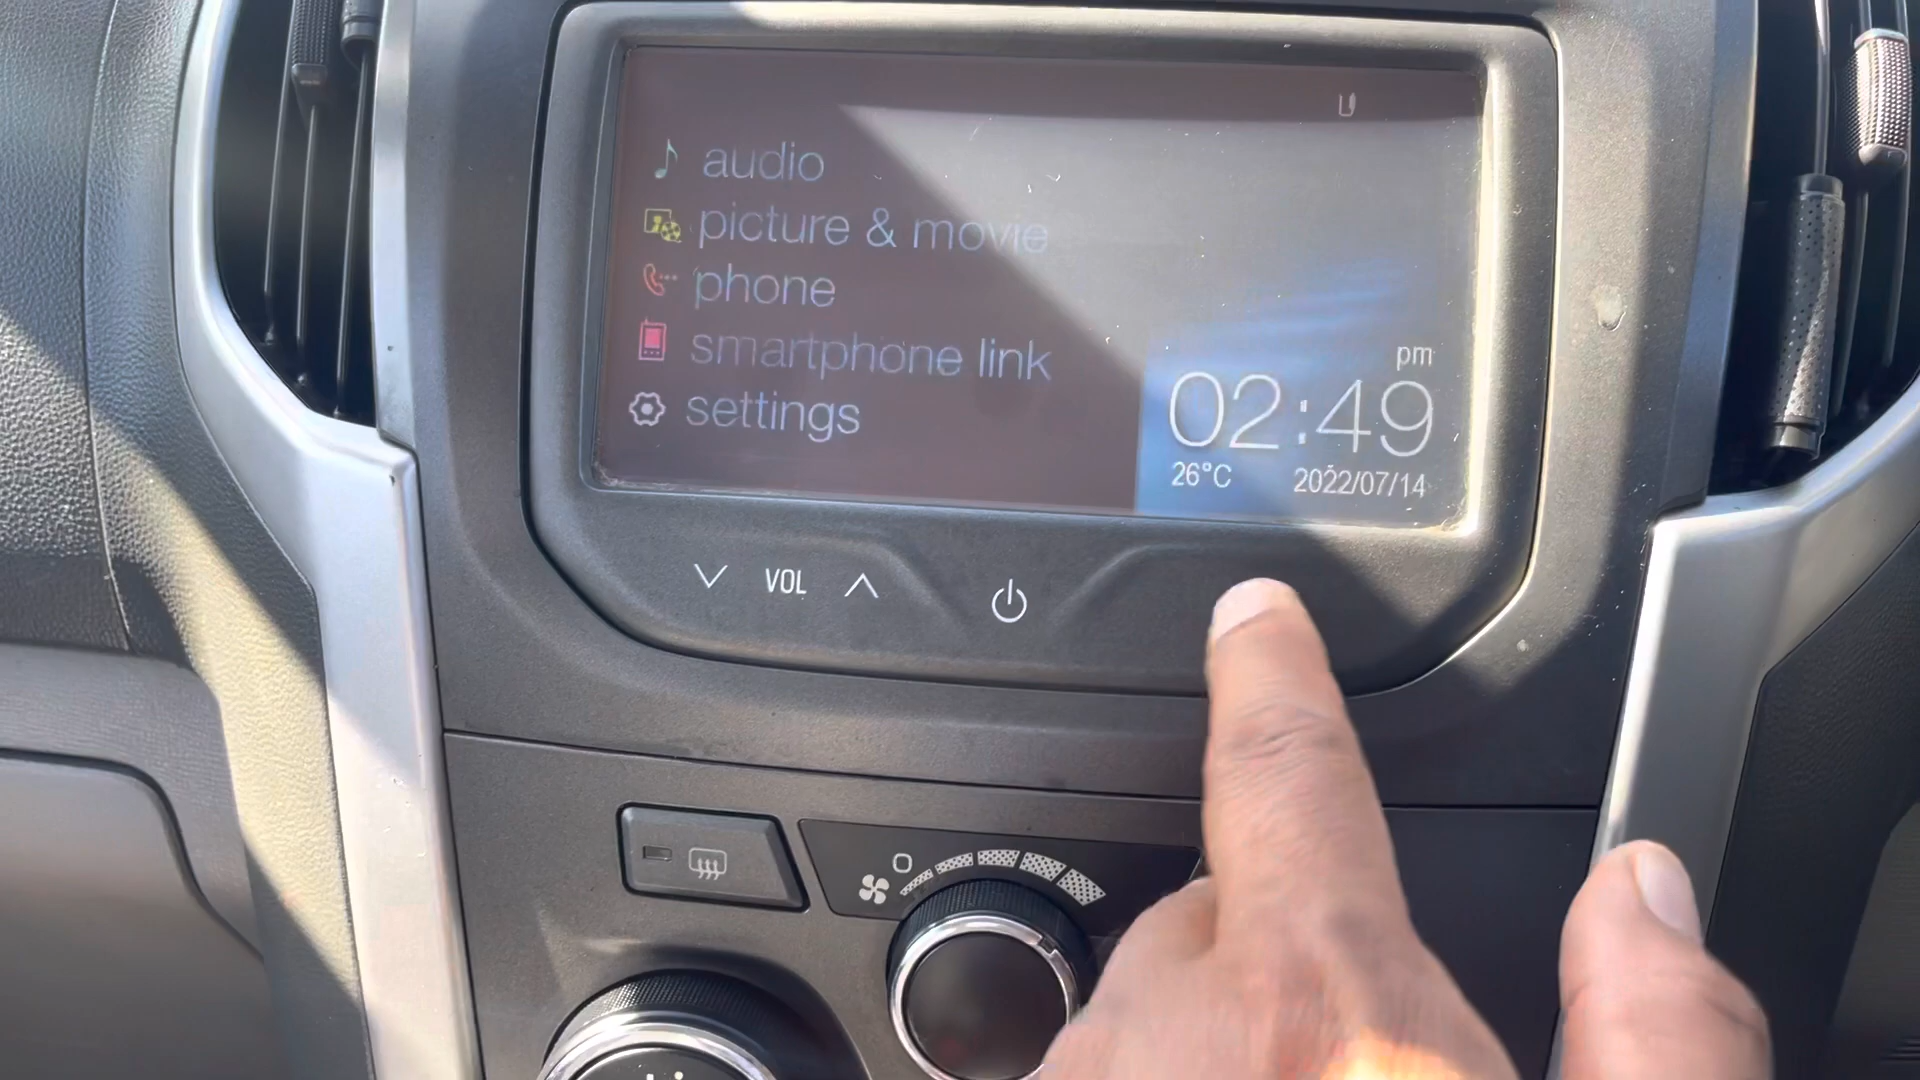 audio
picture & movie
phone
smartphone link
settings
pm
02:49
26°C 2022/07/14
VOL